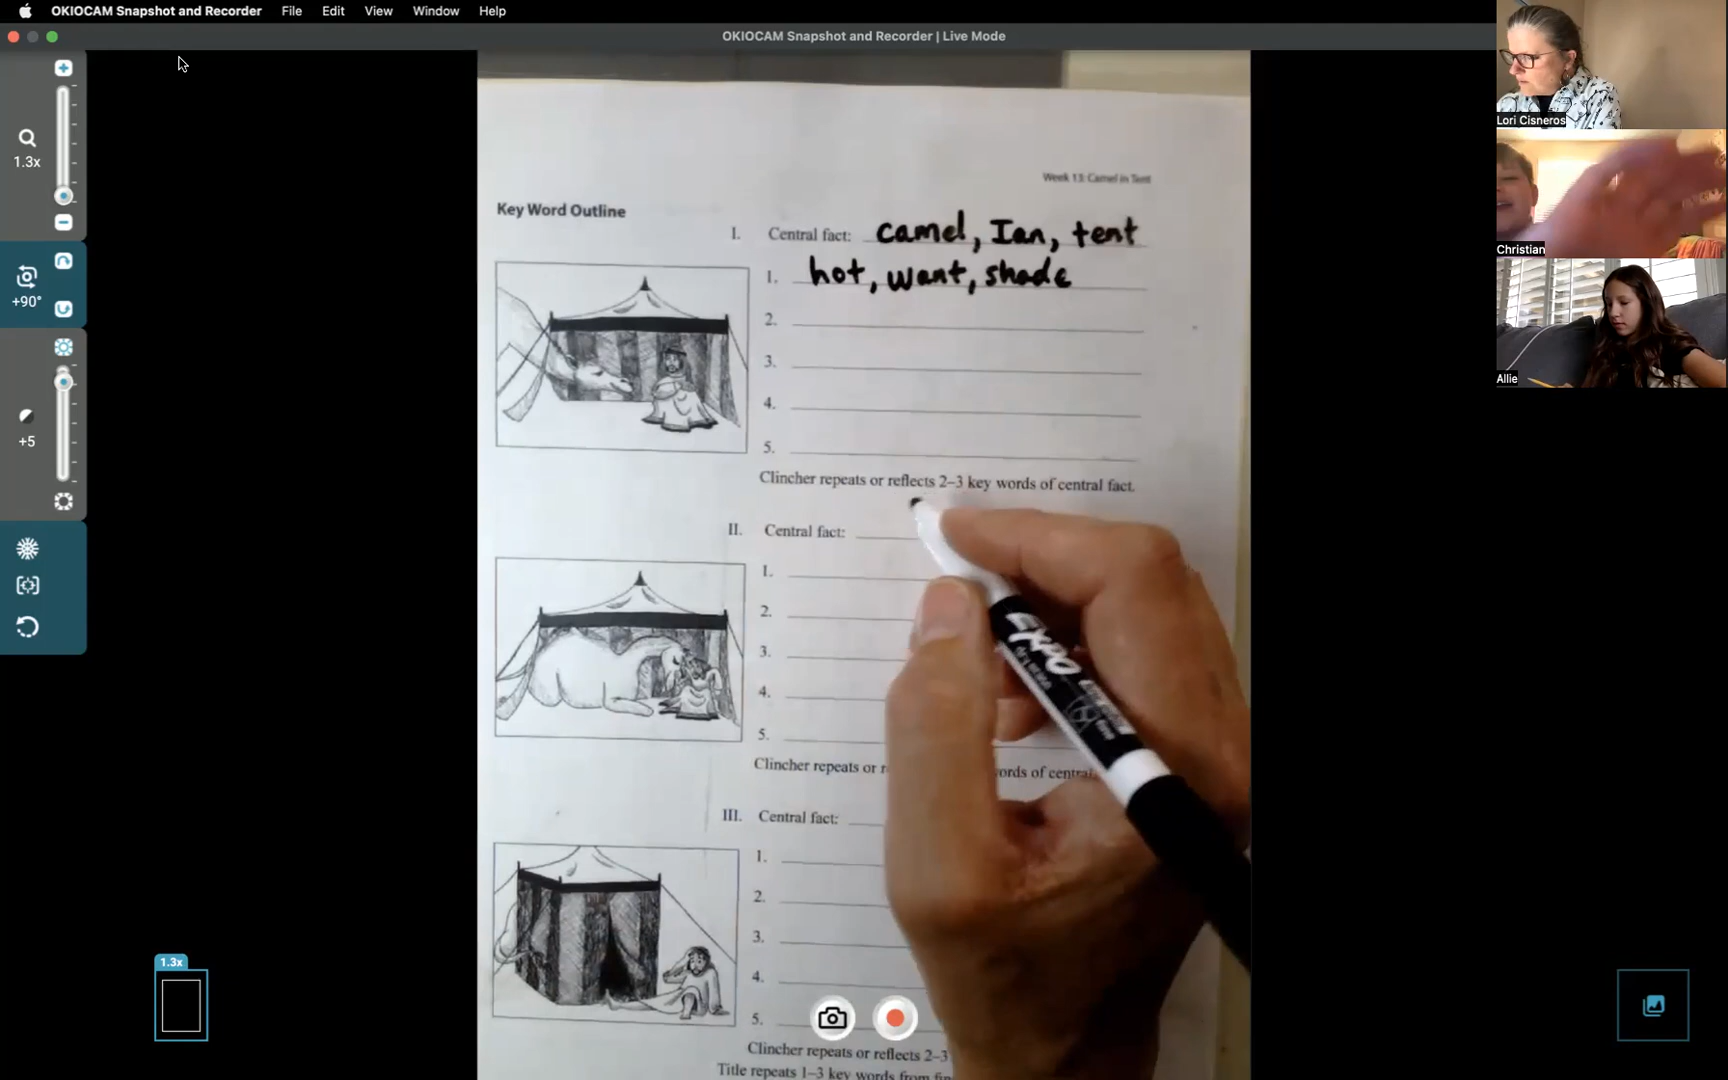 OKIOCAM Snapshot and Recorder File Edit View Window Help
OKIOCAM Snapshot and Recorder | Live Mode
1.3x
+90°
+5
1.3x
Lori Cisneros
Christian
Allie
Week 13: Camel in Tent
Key Word Outline
I. Central fact: camel, Ian, tent
1. hot, want, shade
2.
3.
4.
5.
Clincher repeats or reflects 2–3 key words of central fact.
II. Central fact:
1.
2.
3.
4.
5.
Clincher repeats or r ords of central
III. Central fact:
1.
2.
3.
4.
5.
Clincher repeats or reflects 2–3
Title repeats 1–3 key words from fin
EXPO